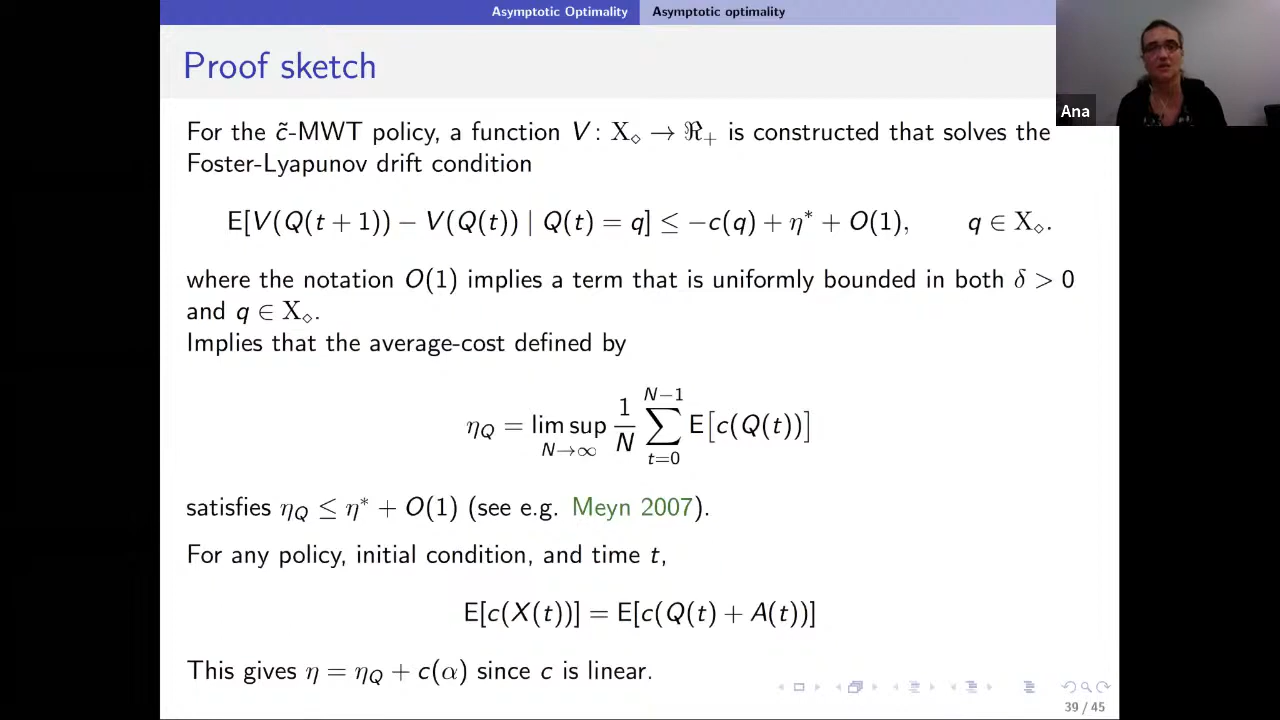 Asymptotic Optimality Asymptotic optimality
Proof sketch
Ana
For the c̃-MWT policy, a function V : X⋄ → ℜ₊ is constructed that solves the
Foster-Lyapunov drift condition
E[V(Q(t + 1)) − V(Q(t)) | Q(t) = q] ≤ −c(q) + η* + O(1), q ∈ X⋄.
where the notation O(1) implies a term that is uniformly bounded in both δ > 0
and q ∈ X⋄.
Implies that the average-cost defined by
η_Q = lim sup_{N→∞} 1/N ∑_{t=0}^{N−1} E[c(Q(t))]
satisfies η_Q ≤ η* + O(1) (see e.g. Meyn 2007).
For any policy, initial condition, and time t,
E[c(X(t))] = E[c(Q(t) + A(t))]
This gives η = η_Q + c(α) since c is linear.
39 / 45